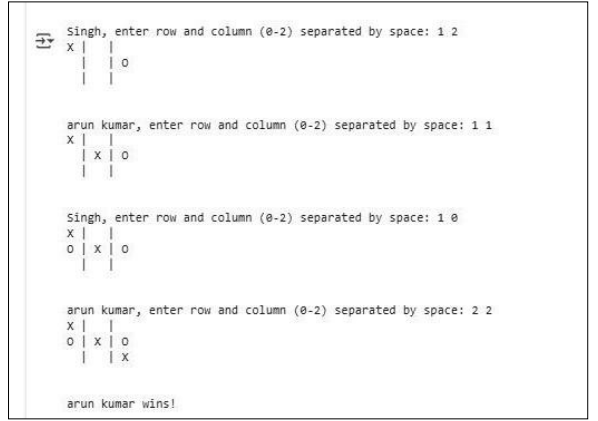 Singh, enter row and column (0-2) separated by space: 1 2
X |   |
  |   | O
  |   |
arun kumar, enter row and column (0-2) separated by space: 1 1
X |   |
  | X | O
  |   |
Singh, enter row and column (0-2) separated by space: 1 0
X |   |
O | X | O
  |   |
arun kumar, enter row and column (0-2) separated by space: 2 2
X |   |
O | X | O
  |   | X
arun kumar wins!